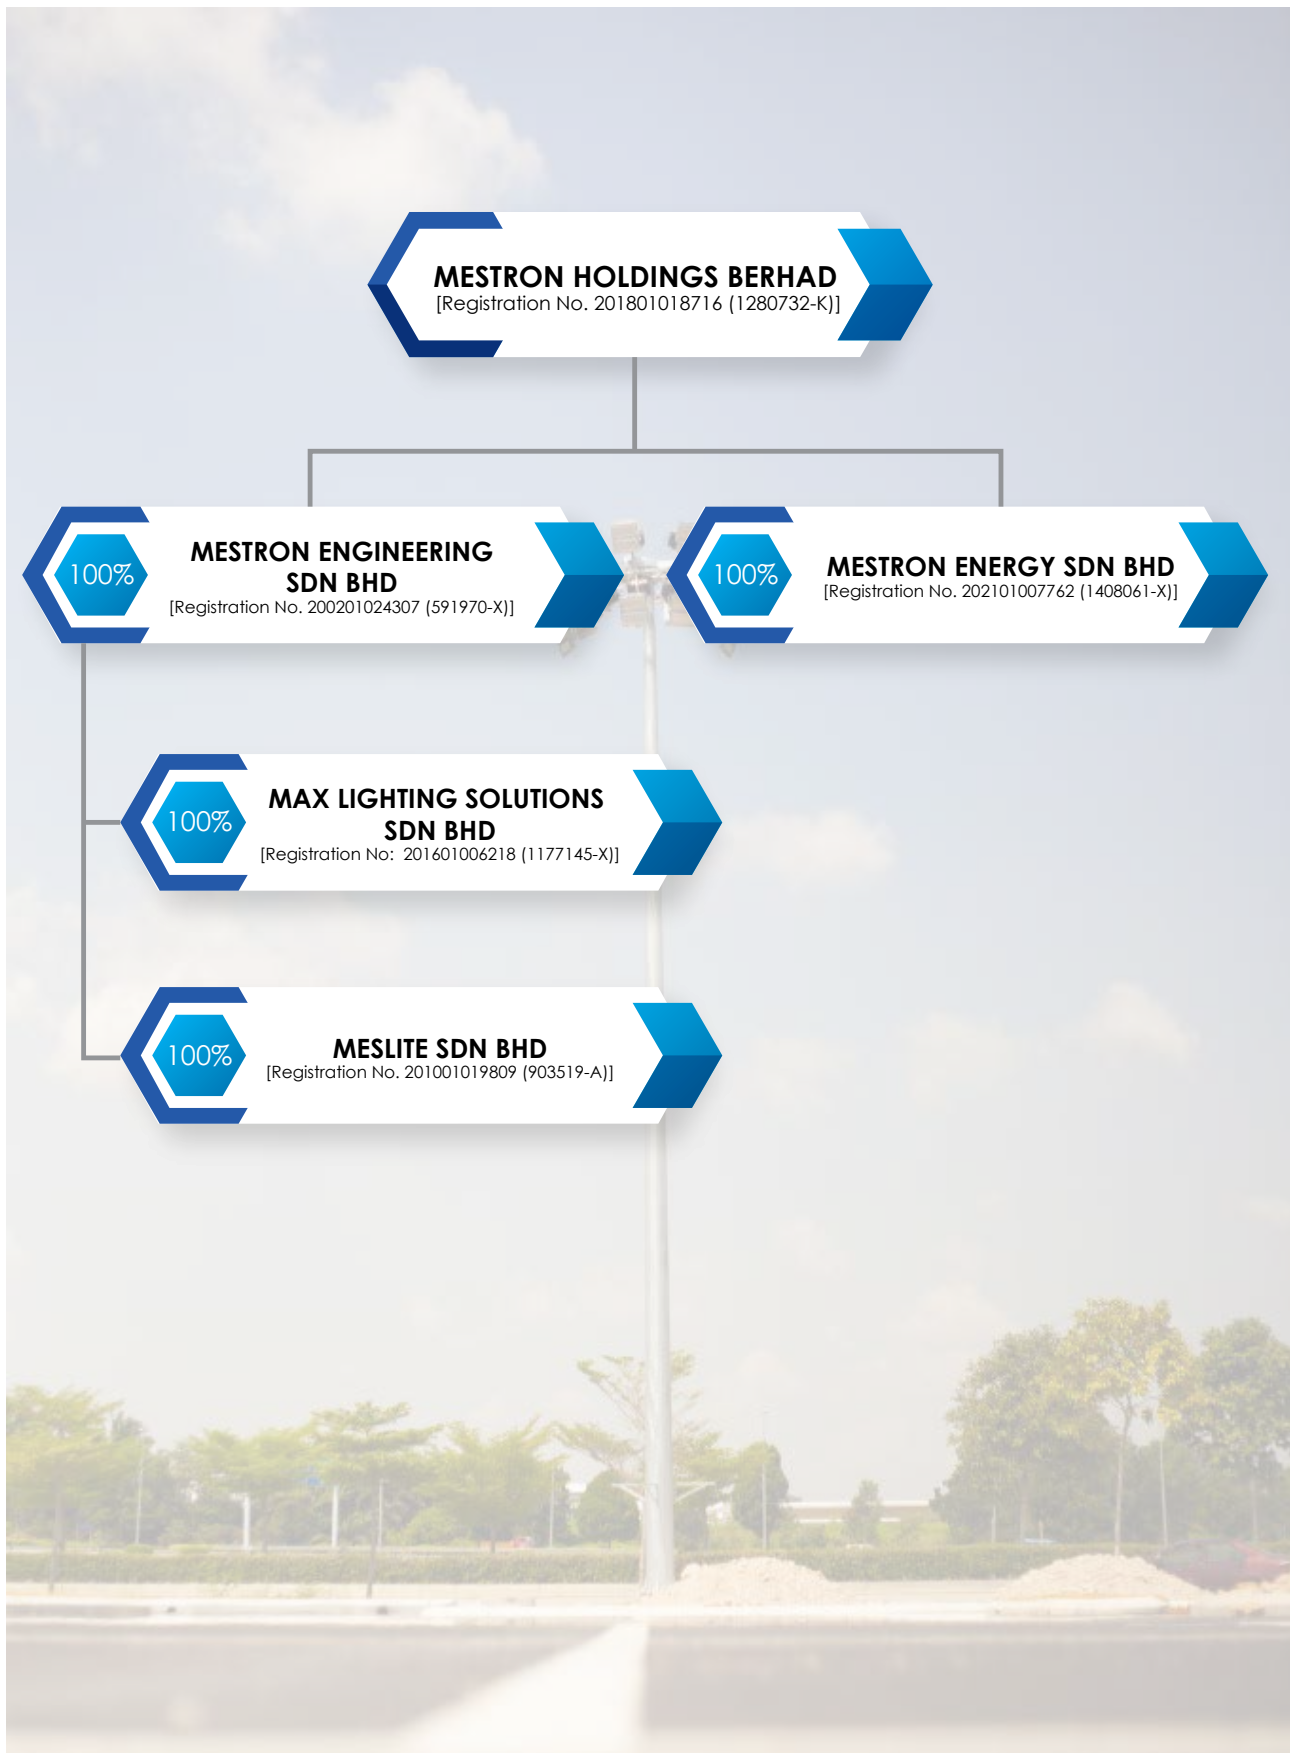 MESTRON HOLDINGS BERHAD
[Registration No. 201801018716 (1280732-K)]
100%
MESTRON ENGINEERING
SDN BHD
[Registration No. 200201024307 (591970-X)]
100%
MESTRON ENERGY SDN BHD
[Registration No. 202101007762 (1408061-X)]
100%
MAX LIGHTING SOLUTIONS
SDN BHD
[Registration No:  201601006218 (1177145-X)]
100%
MESLITE SDN BHD
[Registration No. 201001019809 (903519-A)]